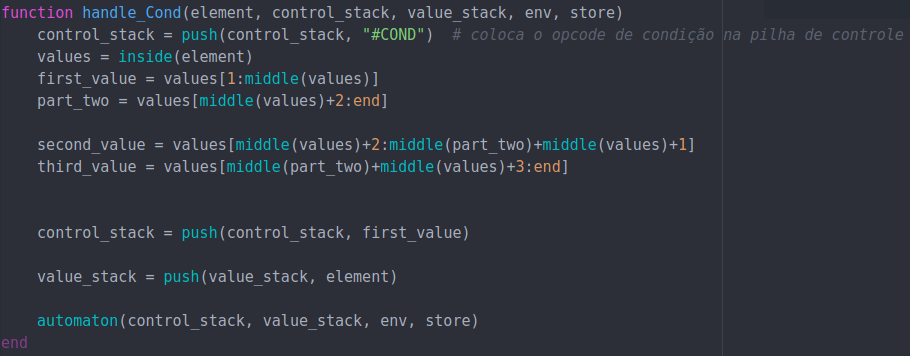 function handle_Cond(element, control_stack, value_stack, env, store)
    control_stack = push(control_stack, "#COND")  # coloca o opcode de condição na pilha de controle
    values = inside(element)
    first_value = values[1:middle(values)]
    part_two = values[middle(values)+2:end]
    second_value = values[middle(values)+2:middle(part_two)+middle(values)+1]
    third_value = values[middle(part_two)+middle(values)+3:end]
    control_stack = push(control_stack, first_value)
    value_stack = push(value_stack, element)
    automaton(control_stack, value_stack, env, store)
end